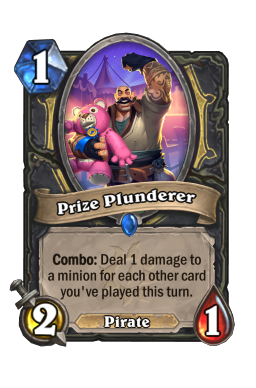 1
Prize Plunderer
Combo: Deal 1 damage to
a minion for each other card
you've played this turn.
2
Pirate
1